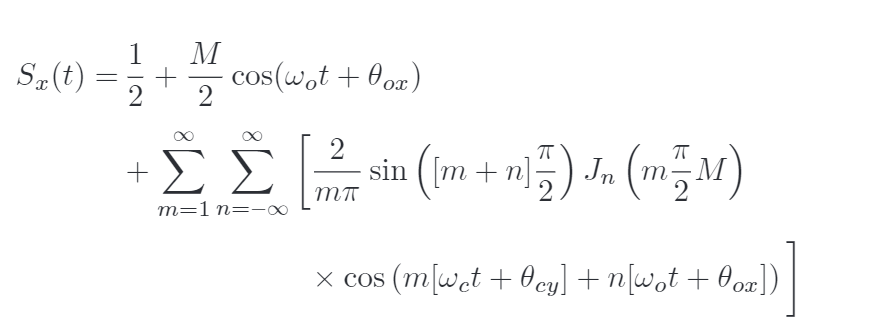 S_x(t) = \frac{1}{2} + \frac{M}{2} \cos(\omega_o t + \theta_{ox})
+ \sum_{m=1}^{\infty} \sum_{n=-\infty}^{\infty} \left[ \frac{2}{m\pi} \sin\left([m+n]\frac{\pi}{2}\right) J_n\left(m\frac{\pi}{2}M\right) \right.
\left. \times \cos\left(m[\omega_c t + \theta_{cy}] + n[\omega_o t + \theta_{ox}]\right) \right]